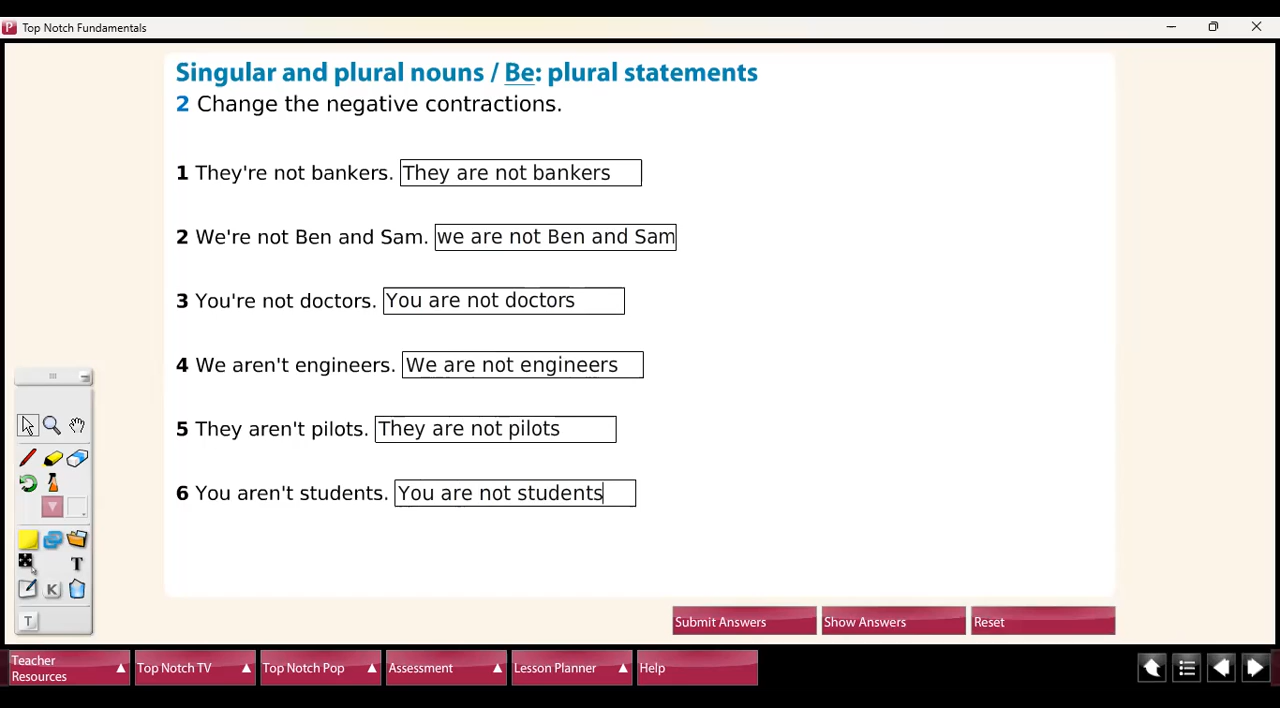 Top Notch Fundamentals
Singular and plural nouns / Be: plural statements
2 Change the negative contractions.
1 They're not bankers. They are not bankers
2 We're not Ben and Sam. we are not Ben and Sam
3 You're not doctors. You are not doctors
4 We aren't engineers. We are not engineers
5 They aren't pilots. They are not pilots
6 You aren't students. You are not students
T
K
T
Submit Answers Show Answers Reset
Teacher Resources Top Notch TV Top Notch Pop Assessment Lesson Planner Help